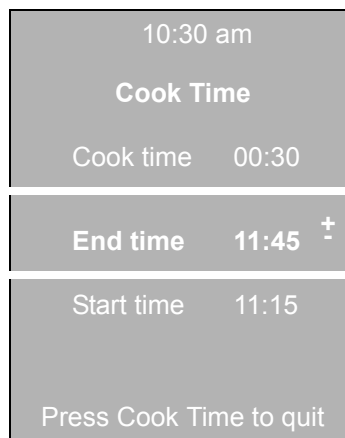 10:30 am
Cook Time
Cook time 00:30
End time 11:45 +
-
Start time 11:15
Press Cook Time to quit